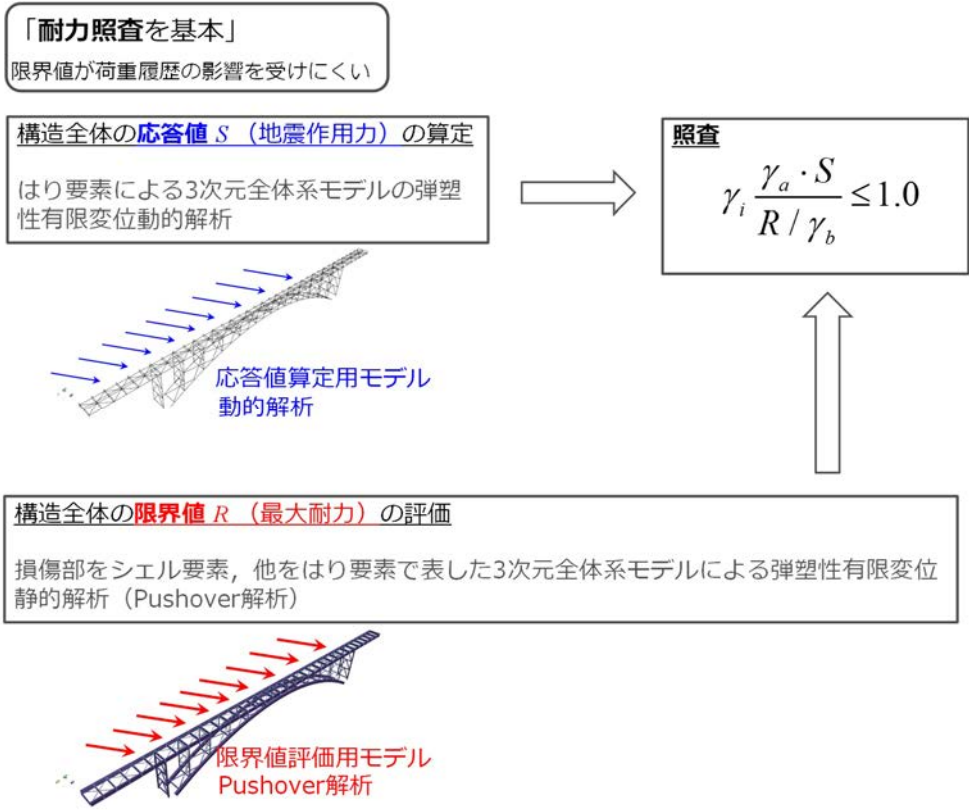 「耐力照査を基本」
限界値が荷重履歴の影響を受けにくい
構造全体の応答値 S （地震作用力）の算定
はり要素による3次元全体系モデルの弾塑
性有限変位動的解析
照査
γi γa · S / (R / γb) ≤ 1.0
応答値算定用モデル
動的解析
構造全体の限界値 R （最大耐力）の評価
損傷部をシェル要素，他をはり要素で表した3次元全体系モデルによる弾塑性有限変位
静的解析（Pushover解析）
限界値評価用モデル
Pushover解析